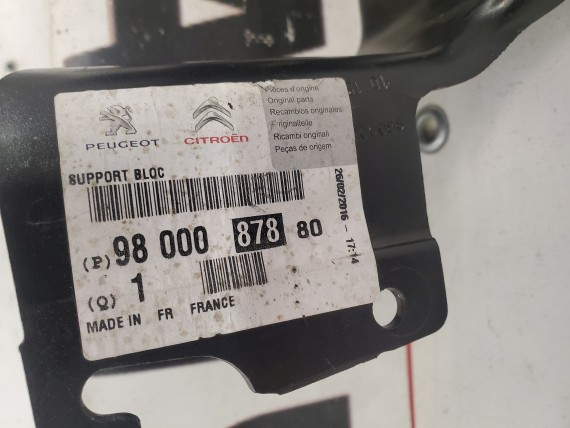 PEUGEOT
CITROËN
Pièces d'origine
Original parts
Recambios originales
Originalteile
Ricambi originali
Peças de origem
SUPPORT BLOC
(P) 98 000 878 80
(Q) 1
MADE IN FR FRANCE
26/02/2016 - 17:14